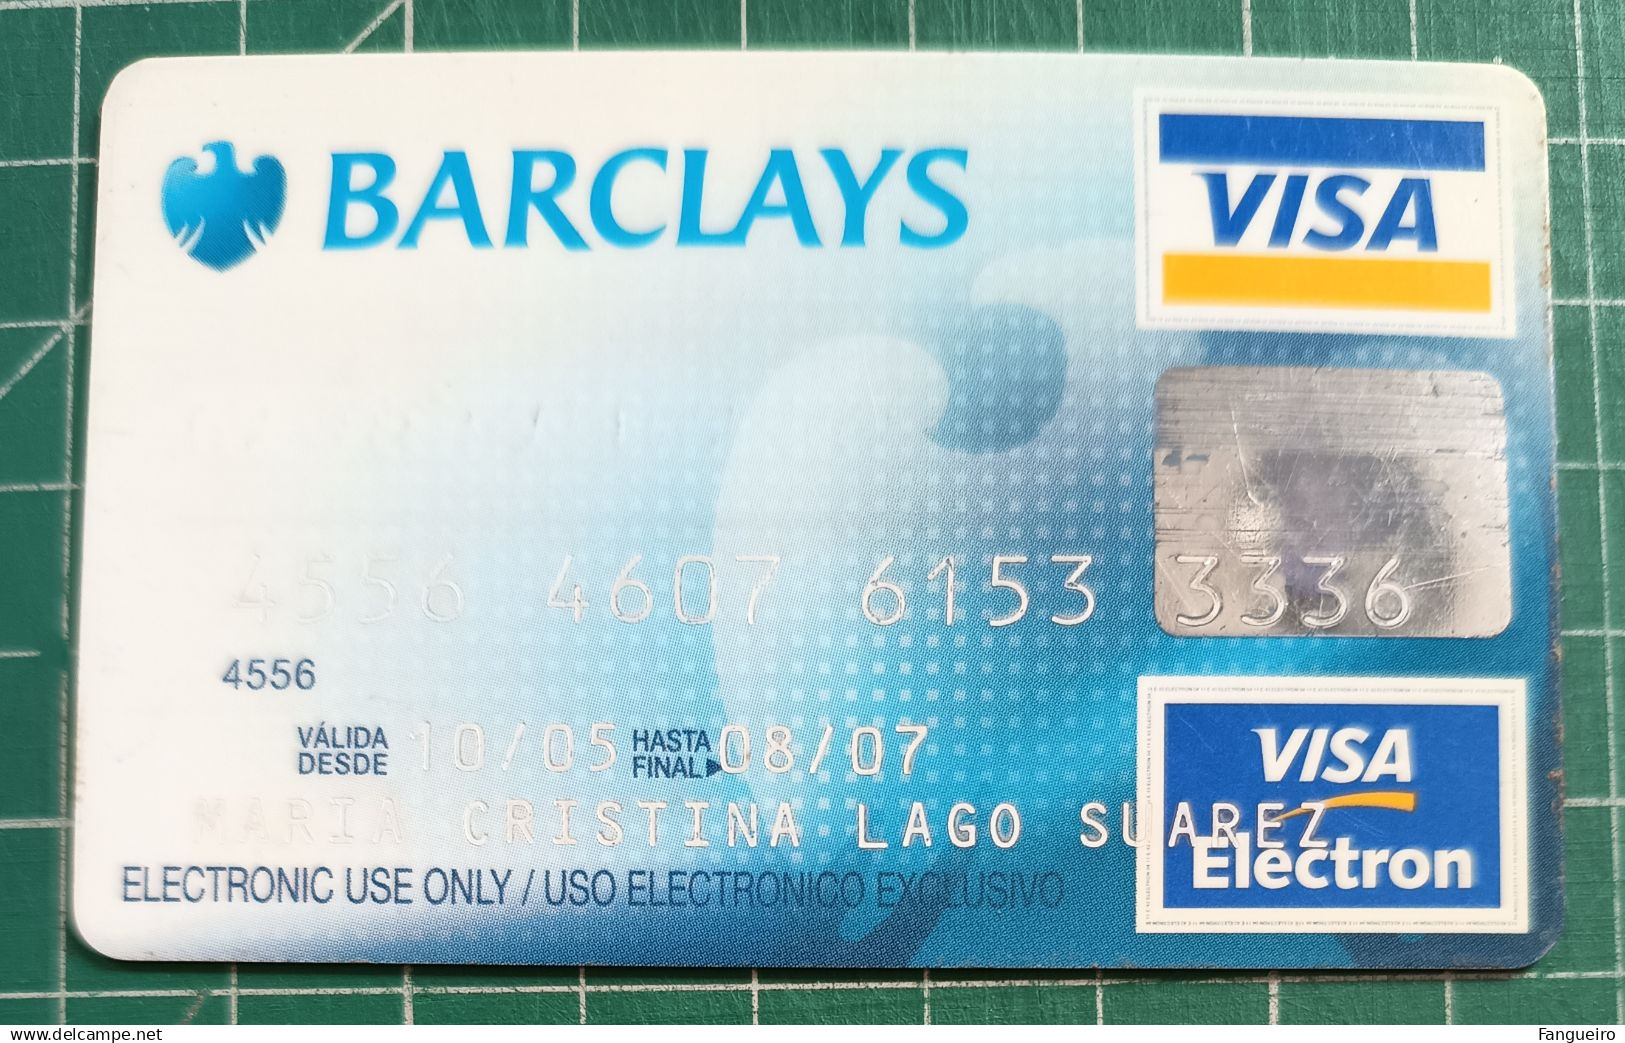 BARCLAYS
VISA
4556 4607 6153 3336
4556
VÁLIDA DESDE 10/05 HASTA FINAL 08/07
MARIA CRISTINA LAGO SUAREZ
ELECTRONIC USE ONLY / USO ELECTRONICO EXCLUSIVO
VISA
Electron
www.delcampe.net
Fangueiro